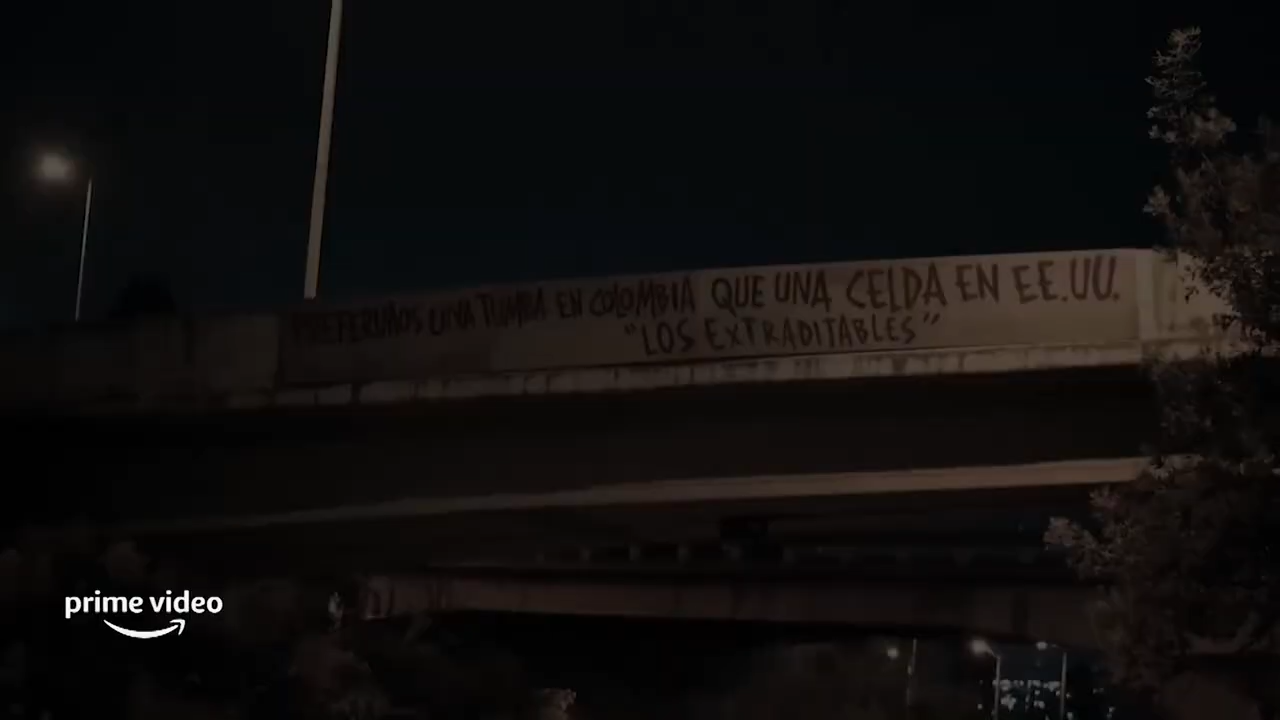 PREFERIMOS UNA TUMBA EN COLOMBIA QUE UNA CELDA EN EE.UU.
"LOS EXTRADITABLES"
prime video